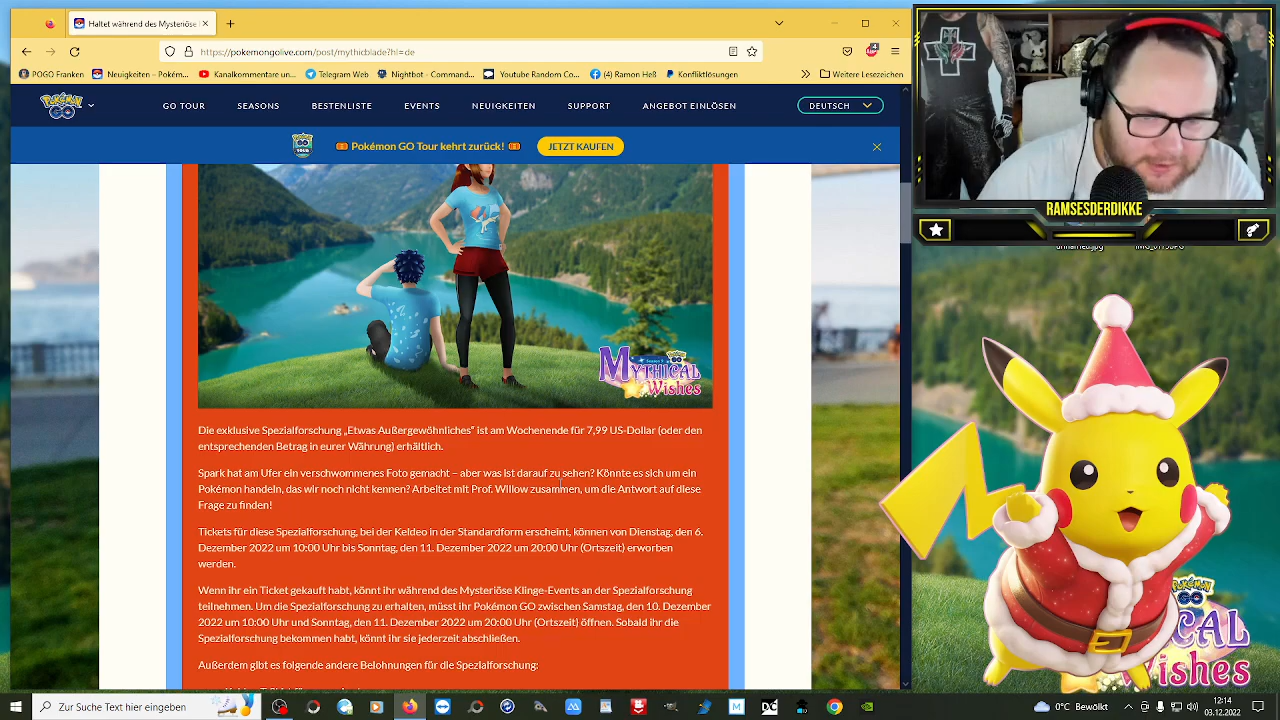 Haltet während des Mysteriöse
https://pokemongolive.com/post/mythicblade?hl=de
POGO Franken
Neuigkeiten – Pokém...
Kanalkommentare un...
Telegram Web
Nightbot - Command...
Youtube Random Co...
(4) Ramon Heß
Konfliktlösungen
Weitere Lesezeichen
POKÉMON GO
GO TOUR
SEASONS
BESTENLISTE
EVENTS
NEUIGKEITEN
SUPPORT
ANGEBOT EINLÖSEN
DEUTSCH
Pokémon GO Tour kehrt zurück!
JETZT KAUFEN
RAMSESDERDIKKE
MYTHICAL
Wishes
Die exklusive Spezialforschung „Etwas Außergewöhnliches" ist am Wochenende für 7,99 US-Dollar (oder den
entsprechenden Betrag in eurer Währung) erhältlich.
Spark hat am Ufer ein verschwommenes Foto gemacht – aber was ist darauf zu sehen? Könnte es sich um ein
Pokémon handeln, das wir noch nicht kennen? Arbeitet mit Prof. Willow zusammen, um die Antwort auf diese
Frage zu finden!
Tickets für diese Spezialforschung, bei der Keldeo in der Standardform erscheint, können von Dienstag, den 6.
Dezember 2022 um 10:00 Uhr bis Sonntag, den 11. Dezember 2022 um 20:00 Uhr (Ortszeit) erworben
werden.
Wenn ihr ein Ticket gekauft habt, könnt ihr während des Mysteriöse Klinge-Events an der Spezialforschung
teilnehmen. Um die Spezialforschung zu erhalten, müsst ihr Pokémon GO zwischen Samstag, den 10. Dezember
2022 um 10:00 Uhr und Sonntag, den 11. Dezember 2022 um 20:00 Uhr (Ortszeit) öffnen. Sobald ihr die
Spezialforschung bekommen habt, könnt ihr sie jederzeit abschließen.
Außerdem gibt es folgende andere Belohnungen für die Spezialforschung:
ICAL
Wishes
Zur Suche Text hier eingeben
0°C Bewölkt
12:14
03.12.2022